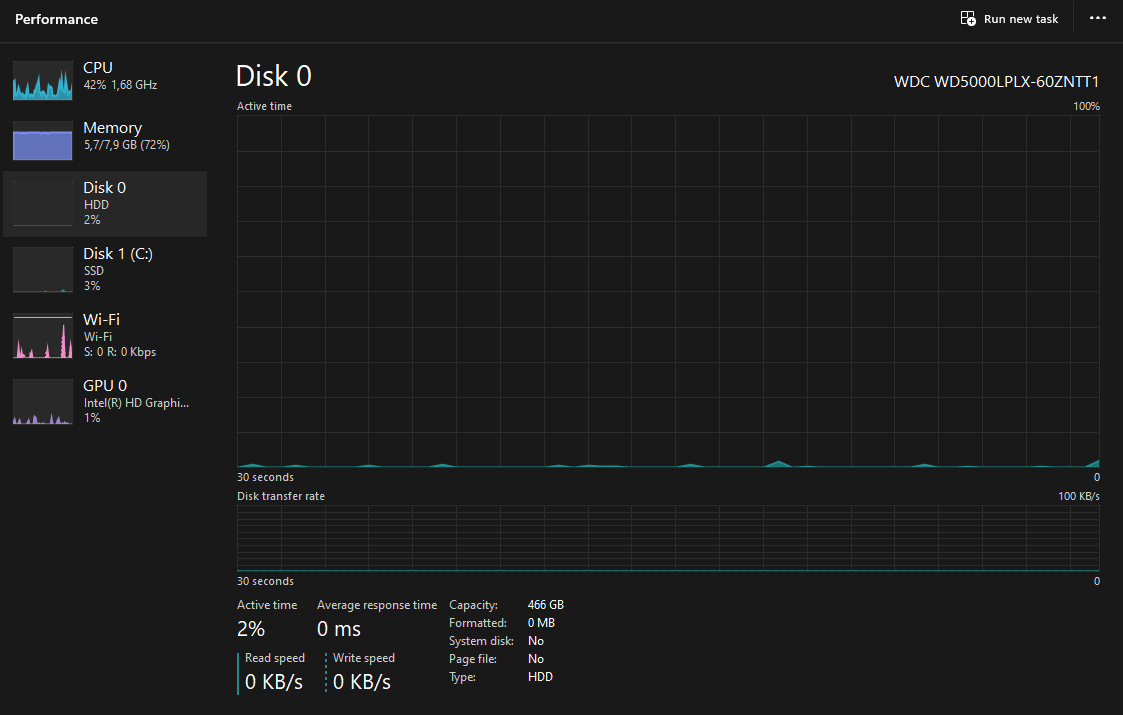 Performance
Run new task
CPU
42% 1,68 GHz
Memory
5,7/7,9 GB (72%)
Disk 0
HDD
2%
Disk 1 (C:)
SSD
3%
Wi-Fi
Wi-Fi
S: 0 R: 0 Kbps
GPU 0
Intel(R) HD Graphi...
1%
Disk 0
WDC WD5000LPLX-60ZNTT1
Active time
100%
30 seconds
0
Disk transfer rate
100 KB/s
30 seconds
0
Active time
2%
Average response time
0 ms
Read speed
0 KB/s
Write speed
0 KB/s
Capacity: 466 GB
Formatted: 0 MB
System disk: No
Page file: No
Type: HDD